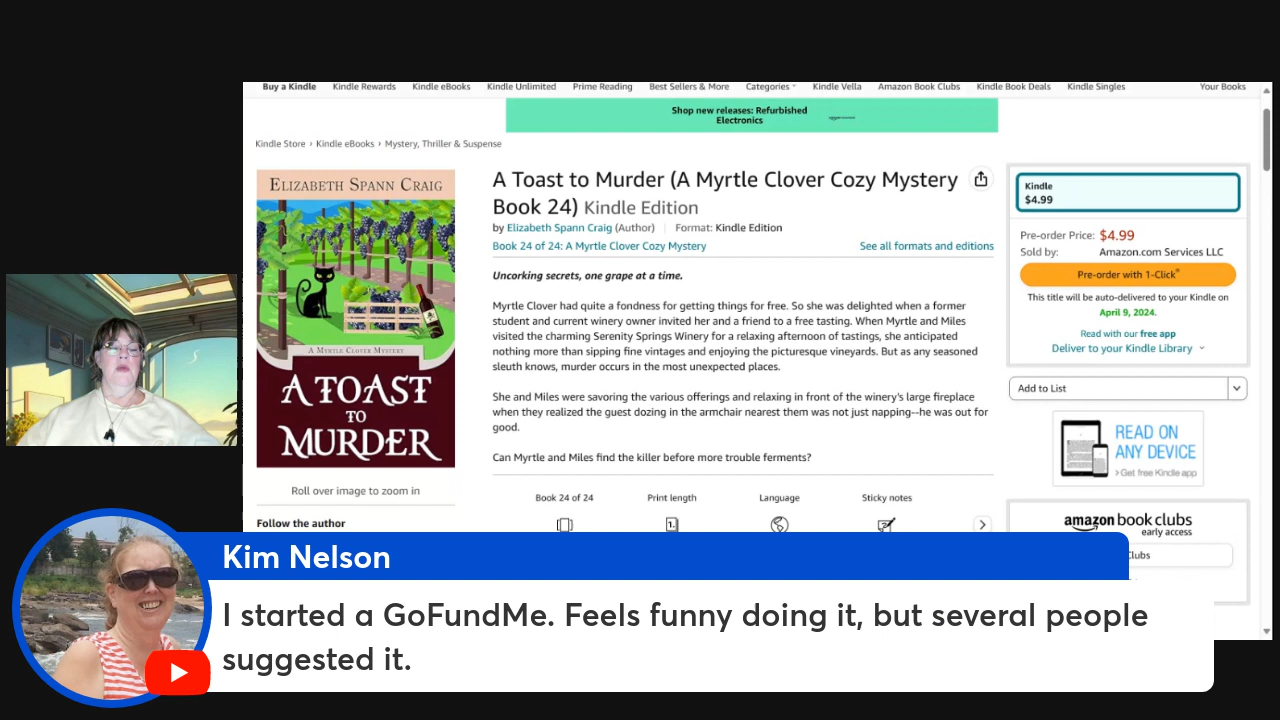 Buy a Kindle Kindle Rewards Kindle eBooks Kindle Unlimited Prime Reading Best Sellers & More Categories Kindle Vella Amazon Book Clubs Kindle Book Deals Kindle Singles Your Books
Shop new releases: Refurbished
Electronics
Kindle Store › Kindle eBooks › Mystery, Thriller & Suspense
ELIZABETH SPANN CRAIG
A MYRTLE CLOVER MYSTERY
A TOAST
TO
MURDER
Roll over image to zoom in
Follow the author
A Toast to Murder (A Myrtle Clover Cozy Mystery
Book 24) Kindle Edition
by Elizabeth Spann Craig (Author) | Format: Kindle Edition
Book 24 of 24: A Myrtle Clover Cozy Mystery See all formats and editions
Uncorking secrets, one grape at a time.
Myrtle Clover had quite a fondness for getting things for free. So she was delighted when a former
student and current winery owner invited her and a friend to a free tasting. When Myrtle and Miles
visited the charming Serenity Springs Winery for a relaxing afternoon of tastings, she anticipated
nothing more than sipping fine vintages and enjoying the picturesque vineyards. But as any seasoned
sleuth knows, murder occurs in the most unexpected places.
She and Miles were savoring the various offerings and relaxing in front of the winery's large fireplace
when they realized the guest dozing in the armchair nearest them was not just napping--he was out for
good.
Can Myrtle and Miles find the killer before more trouble ferments?
Book 24 of 24 Print length Language Sticky notes
1.
Kindle
$4.99
Pre-order Price: $4.99
Sold by: Amazon.com Services LLC
Pre-order with 1-Click®
This title will be auto-delivered to your Kindle on
April 9, 2024.
Read with our free app
Deliver to your Kindle Library
Add to List
READ ON
ANY DEVICE
› Get free Kindle app
amazon book clubs
early access
Clubs
Kim Nelson
I started a GoFundMe. Feels funny doing it, but several people
suggested it.